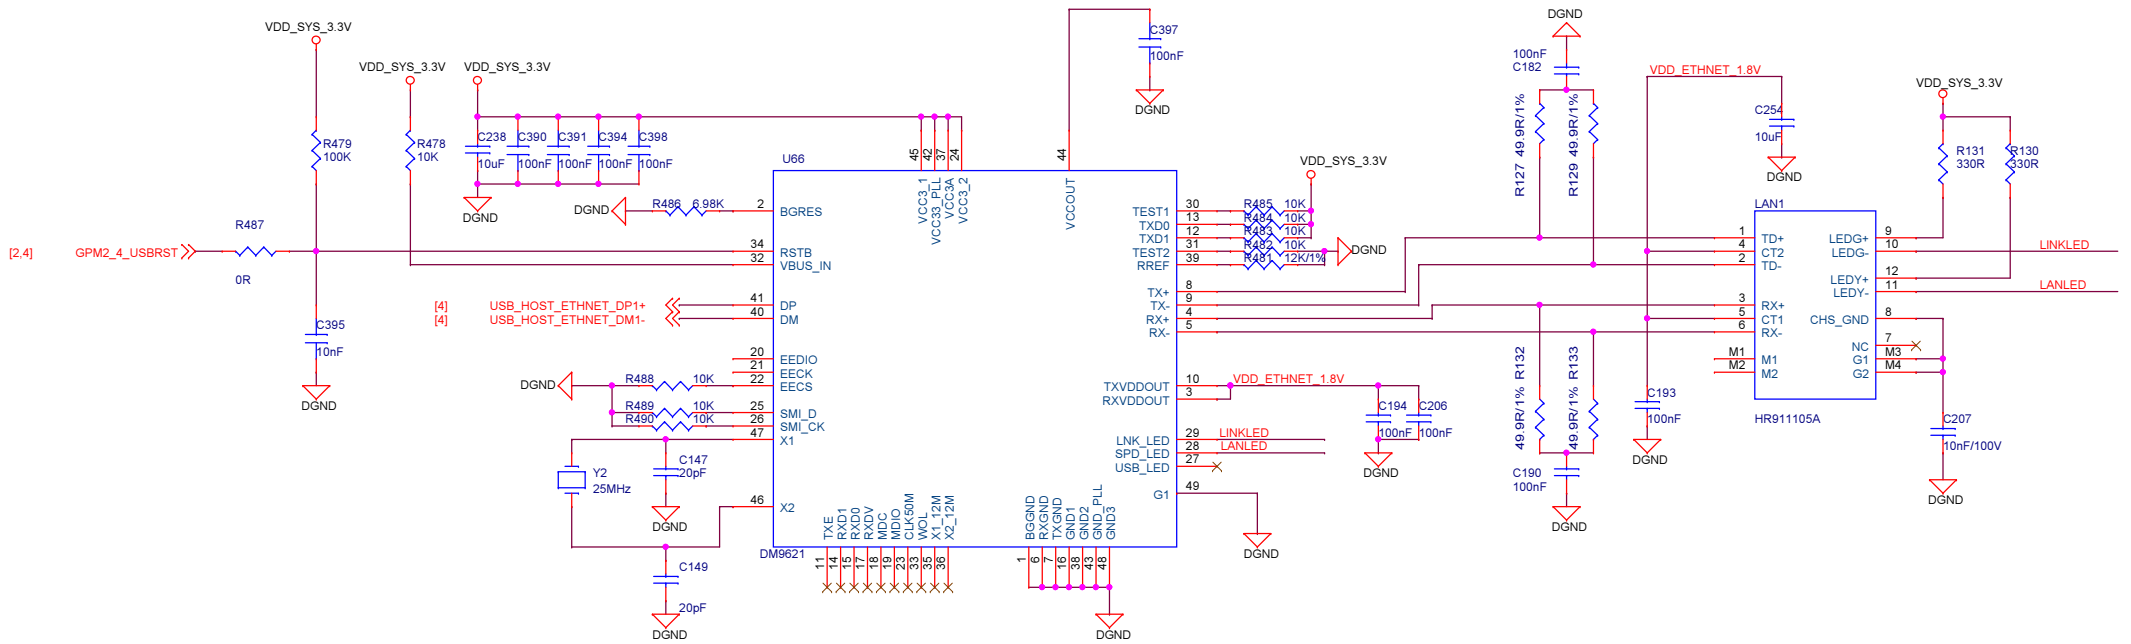 VDD_SYS_3.3V
VDD_SYS_3.3V
VDD_SYS_3.3V
R479
100K
R478
10K
C238
10uF
C390
100nF
C391
100nF
C394
100nF
C398
100nF
DGND
R487
0R
[2,4]
GPM2_4_USBRST
C395
10nF
DGND
DGND
R486
6.98K
[4]
USB_HOST_ETHNET_DP1+
[4]
USB_HOST_ETHNET_DM1-
DGND
R488
10K
R489
10K
R490
10K
Y2
25MHz
C147
20pF
DGND
C149
20pF
DGND
U66
DM9621
2
BGRES
34
RSTB
32
VBUS_IN
41
DP
40
DM
20
EEDIO
21
EECK
22
EECS
25
SMI_D
26
SMI_CK
47
X1
46
X2
45
VCC3_1
42
VCC33_PLL
37
VCC3A
24
VCC3_2
44
VCCOUT
C397
100nF
DGND
TEST1
30
TXD0
13
TXD1
12
TEST2
31
RREF
39
TX+
8
TX-
9
RX+
4
RX-
5
TXVDDOUT
10
RXVDDOUT
3
LNK_LED
29
SPD_LED
28
USB_LED
27
G1
49
TXE
11
RXD1
14
RXD0
15
RXDV
17
MDC
18
MDIO
19
CLK50M
23
WOL
33
X1_12M
35
X2_12M
36
BGGND
1
RXGND
6
TXGND
7
GND1
16
GND2
38
GND_PLL
43
GND3
48
DGND
DGND
R485
10K
R484
10K
R483
10K
R482
10K
R481
12K/1%
VDD_SYS_3.3V
DGND
VDD_ETHNET_1.8V
LINKLED
LANLED
C194
100nF
C206
100nF
DGND
DGND
100nF
C182
R127 49.9R/1%
R129 49.9R/1%
49.9R/1% R132
49.9R/1% R133
C190
100nF
DGND
VDD_ETHNET_1.8V
C254
10uF
DGND
C193
100nF
DGND
LAN1
HR911105A
1
TD+
4
CT2
2
TD-
3
RX+
5
CT1
6
RX-
M1
M1
M2
M2
LEDG+
9
LEDG-
10
LEDY+
12
LEDY-
11
CHS_GND
8
NC
7
G1
M3
G2
M4
VDD_SYS_3.3V
R131
330R
R130
330R
LINKLED
LANLED
C207
10nF/100V
DGND